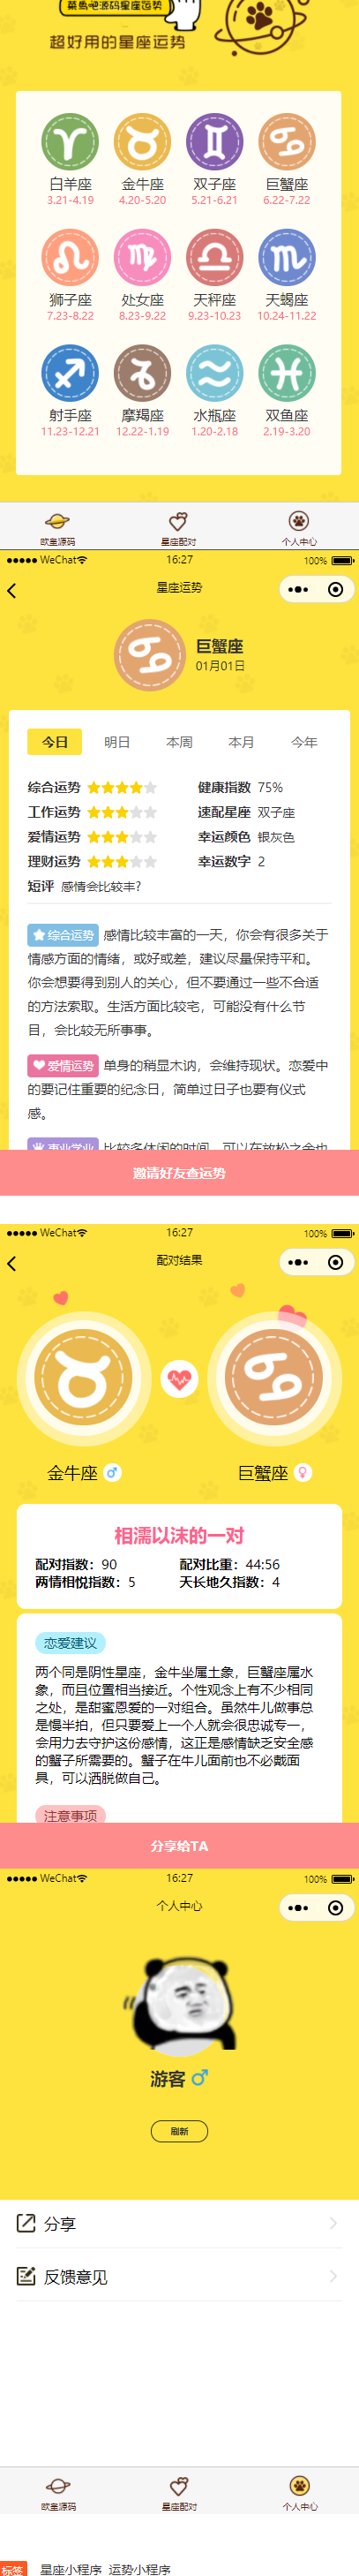 菜鸟吧源码星座运势
超好用的星座运势
白羊座 金牛座 双子座 巨蟹座
3.21-4.19 4.20-5.20 5.21-6.21 6.22-7.22
狮子座 处女座 天秤座 天蝎座
7.23-8.22 8.23-9.22 9.23-10.23 10.24-11.22
射手座 摩羯座 水瓶座 双鱼座
11.23-12.21 12.22-1.19 1.20-2.18 2.19-3.20
欧皇源码 星座配对 个人中心
WeChat 16:27 100%
星座运势
巨蟹座
01月01日
今日 明日 本周 本月 今年
综合运势 健康指数 75%
工作运势 速配星座 双子座
爱情运势 幸运颜色 银灰色
理财运势 幸运数字 2
短评 感情会比较丰?
综合运势 感情比较丰富的一天，你会有很多关于
情感方面的情绪，或好或差，建议尽量保持平和。
你会想要得到别人的关心，但不要通过一些不合适
的方法索取。生活方面比较宅，可能没有什么节
目，会比较无所事事。
爱情运势 单身的稍显木讷，会维持现状。恋爱中
的要记住重要的纪念日，简单过日子也要有仪式
感。
事业学业 比较多休闲的时间，可以在放松之余也
邀请好友查运势
WeChat 16:27 100%
配对结果
金牛座 巨蟹座
相濡以沫的一对
配对指数：90 配对比重：44:56
两情相悦指数：5 天长地久指数：4
恋爱建议
两个同是阴性星座，金牛坐属土象，巨蟹座属水
象，而且位置相当接近。个性观念上有不少相同
之处，是甜蜜恩爱的一对组合。虽然牛儿做事总
是慢半拍，但只要爱上一个人就会很忠诚专一，
会用力去守护这份感情，这正是感情缺乏安全感
的蟹子所需要的。蟹子在牛儿面前也不必戴面
具，可以洒脱做自己。
注意事项
分享给TA
WeChat 16:27 100%
个人中心
游客
刷新
分享
反馈意见
欧皇源码 星座配对 个人中心
标签 星座小程序 运势小程序